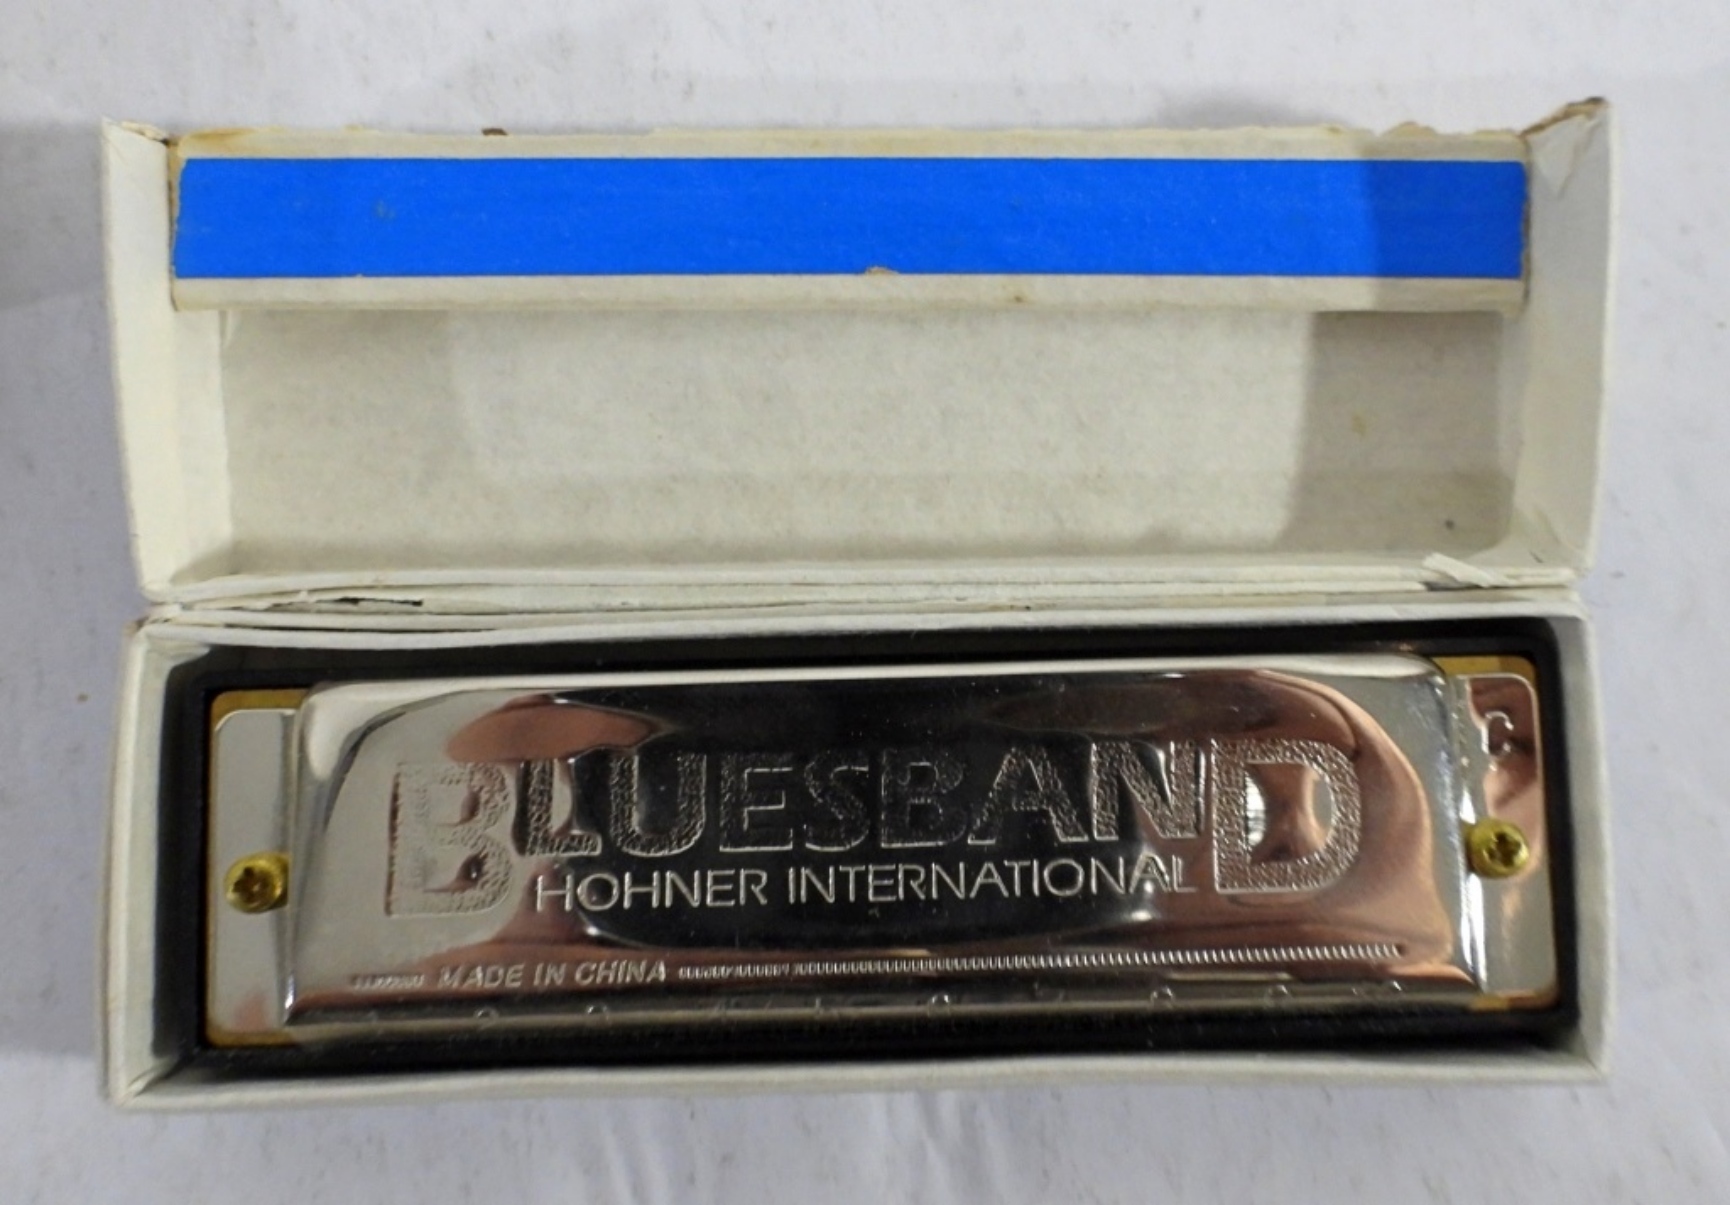 C
BLUESBAND
HOHNER INTERNATIONAL
MADE IN CHINA